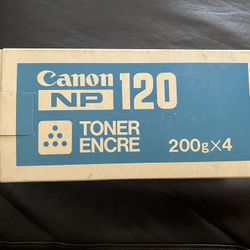 Canon
NP 120
TONER
ENCRE 200g×4